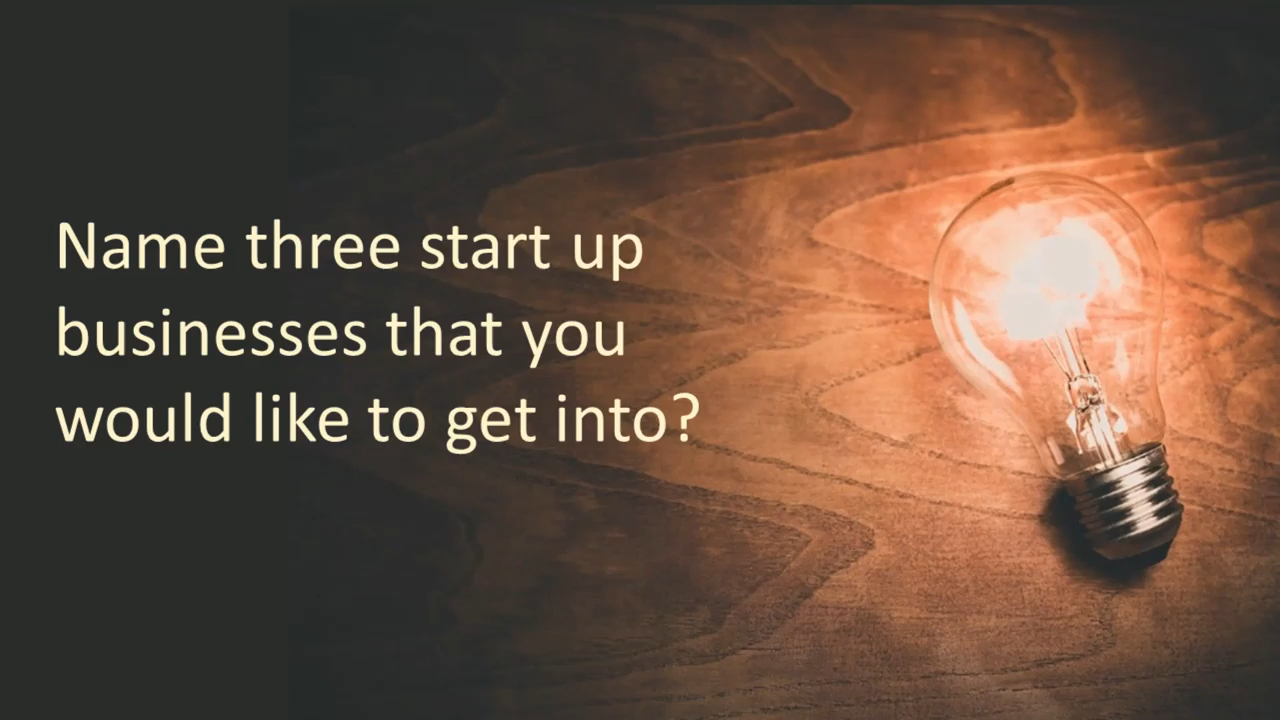 Name three start up
businesses that you
would like to get into?